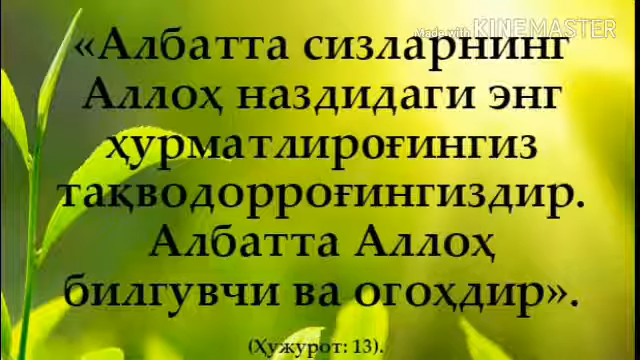 Made with KINEMASTER
«Албатта сизларнинг
Аллоҳ наздидаги энг
ҳурматлироғингиз
тақводорроғингиздир.
Албатта Аллоҳ
билгувчи ва огоҳдир».
(Ҳужурот: 13).